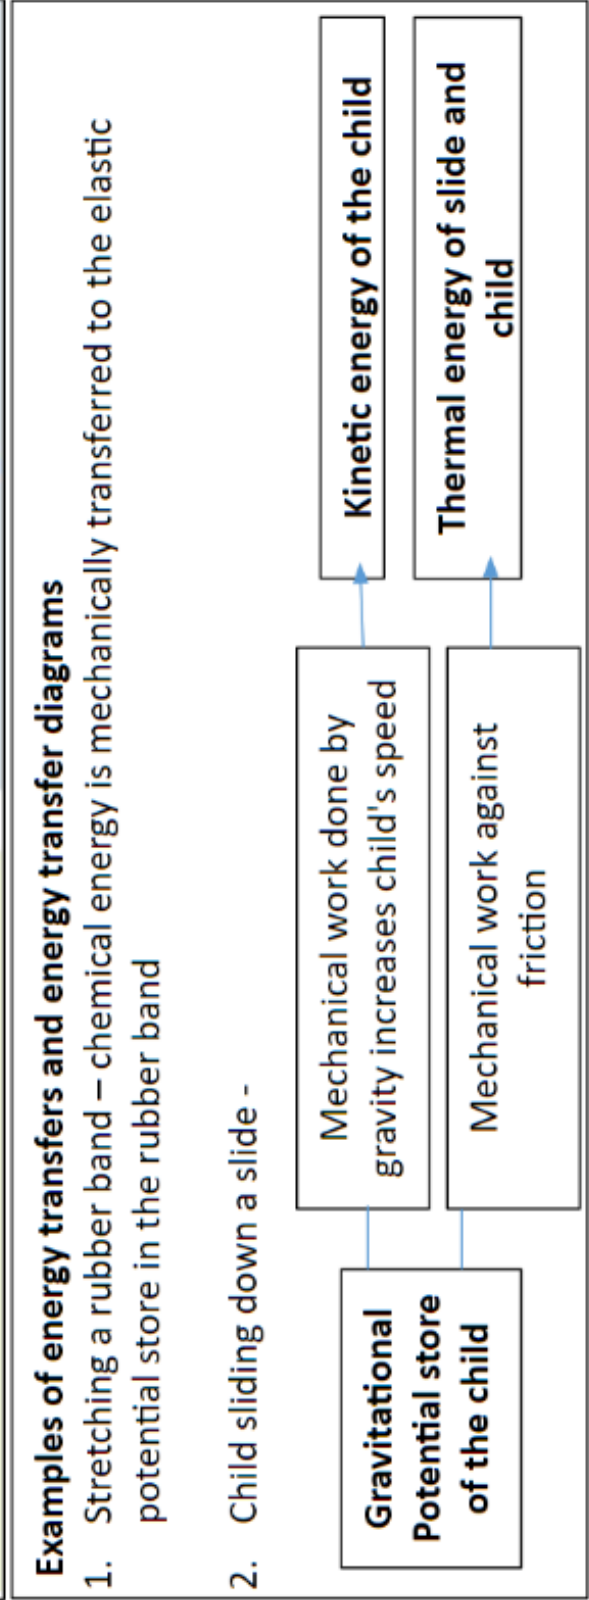 Examples of energy transfers and energy transfer diagrams
1. Stretching a rubber band – chemical energy is mechanically transferred to the elastic
potential store in the rubber band
2. Child sliding down a slide -
Gravitational
Potential store
of the child
Mechanical work done by
gravity increases child's speed
Kinetic energy of the child
Mechanical work against
friction
Thermal energy of slide and
child